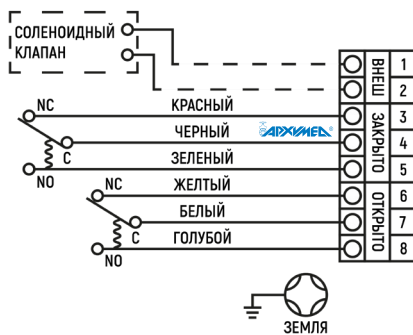 СОЛЕНОИДНЫЙ
КЛАПАН
ВНЕШ
1
2
NC
КРАСНЫЙ
3
ЧЕРНЫЙ
АРХИМЕД®
C
ЗАКРЫТО
4
ЗЕЛЕНЫЙ
NO
5
NC
ЖЕЛТЫЙ
6
БЕЛЫЙ
C
ОТКРЫТО
7
ГОЛУБОЙ
NO
8
ЗЕМЛЯ